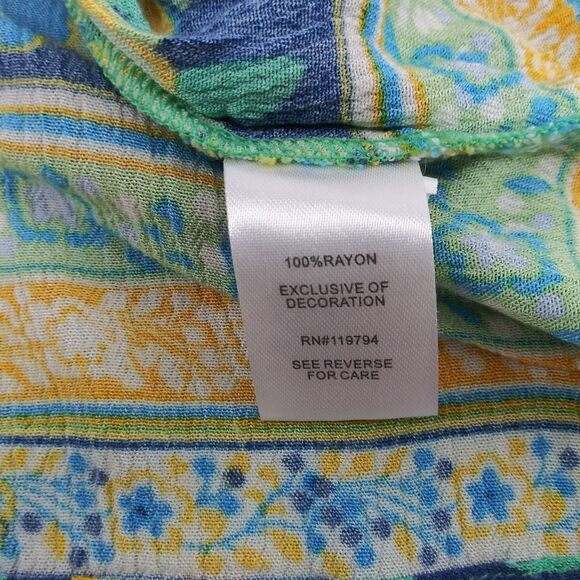 100%RAYON
EXCLUSIVE OF
DECORATION
RN#119794
SEE REVERSE
FOR CARE